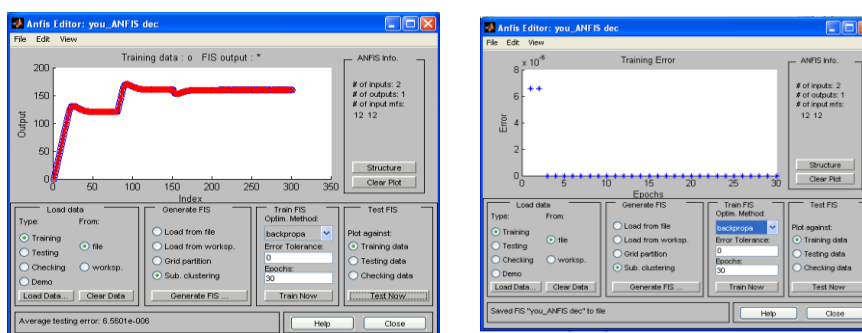 Anfis Editor: you_ANFIS dec
File Edit View
Training data : o FIS output : *
200
150
100
50
0
Output
0 50 100 150 200 250 300 350
Index
ANFIS Info.
# of inputs: 2
# of outputs: 1
# of input mfs:
12 12
Structure
Clear Plot
Load data
Type: From:
Training
Testing
Checking
Demo
file
worksp.
Load Data... Clear Data
Generate FIS
Load from file
Load from worksp.
Grid partition
Sub. clustering
Generate FIS ...
Train FIS
Optim. Method:
backpropa
Error Tolerance:
0
Epochs:
30
Train Now
Test FIS
Plot against:
Training data
Testing data
Checking data
Test Now
Average testing error: 6.5601e-006
Help Close
Anfis Editor: you_ANFIS dec
File Edit View
Training Error
8
6
4
2
0
Error
0 5 10 15 20 25 30
Epochs
ANFIS Info.
# of inputs: 2
# of outputs: 1
# of input mfs:
12 12
Structure
Clear Plot
Load data
Type: From:
Training
Testing
Checking
Demo
file
worksp.
Load Data... Clear Data
Generate FIS
Load from file
Load from worksp.
Grid partition
Sub. clustering
Generate FIS ...
Train FIS
Optim. Method:
backpropa
Error Tolerance:
0
Epochs:
30
Train Now
Test FIS
Plot against:
Training data
Testing data
Checking data
Test Now
Saved FIS "you_ANFIS dec" to file
Help Close